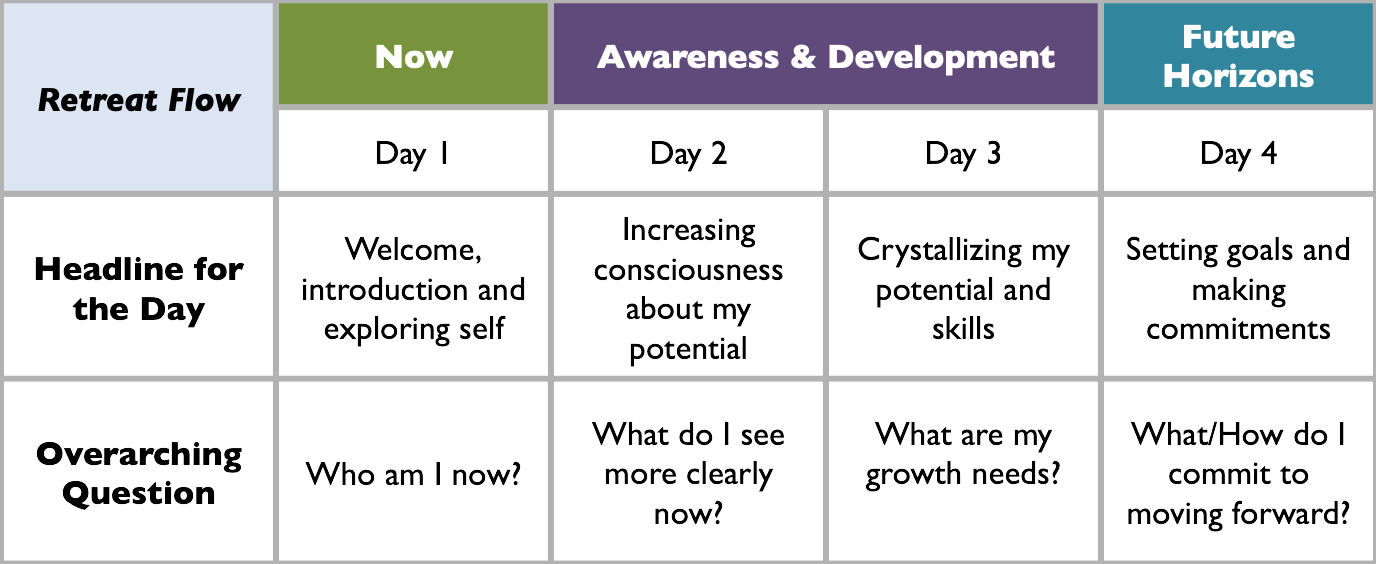 Retreat Flow
Now
Awareness & Development
Future
Horizons
Day 1
Day 2
Day 3
Day 4
Headline for
the Day
Welcome,
introduction and
exploring self
Increasing
consciousness
about my
potential
Crystallizing my
potential and
skills
Setting goals and
making
commitments
Overarching
Question
Who am I now?
What do I see
more clearly
now?
What are my
growth needs?
What/How do I
commit to
moving forward?